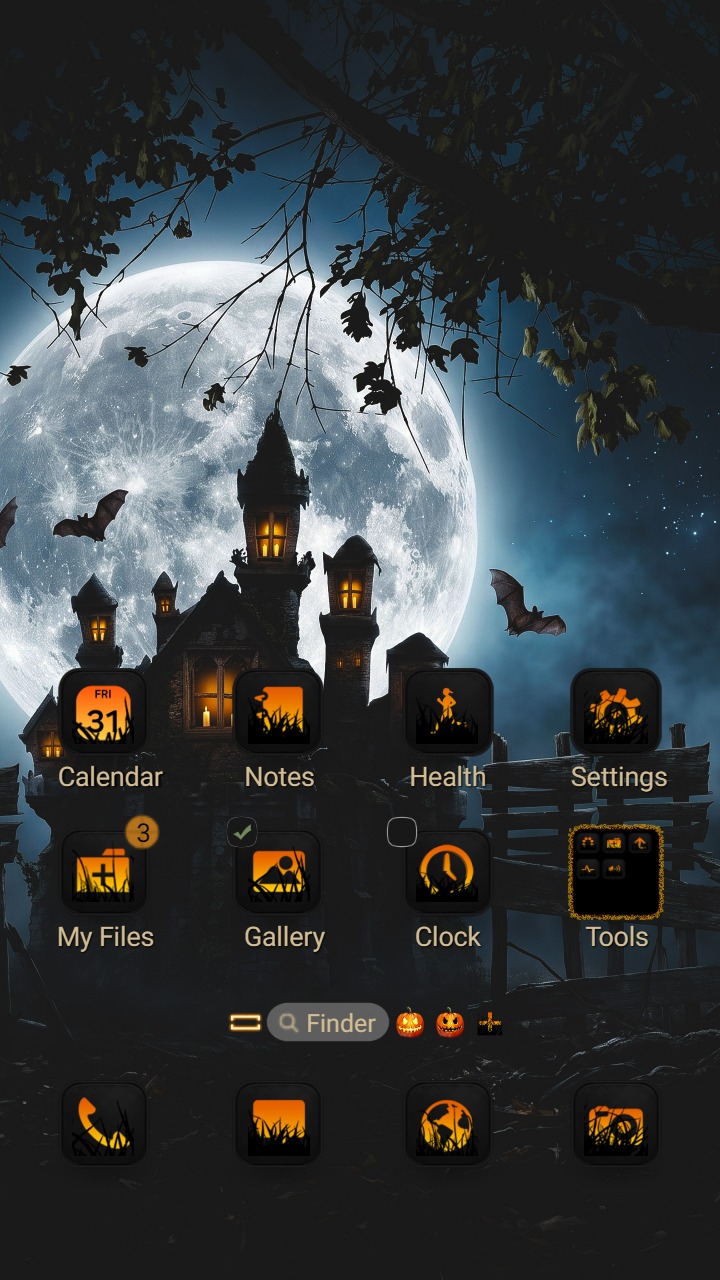 FRI
31
Calendar
Notes
Health
Settings
3
My Files
Gallery
Clock
Tools
Finder